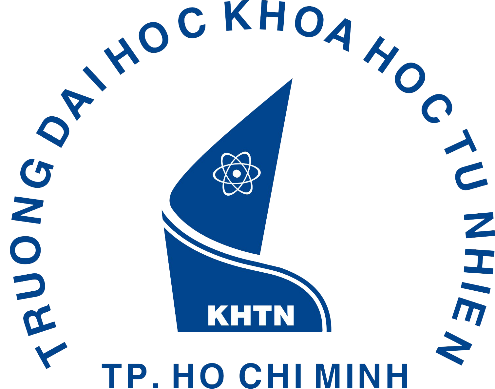 TRUONG DAI HOC KHOA HOC TU NHIEN
KHTN
TP. HO CHI MINH